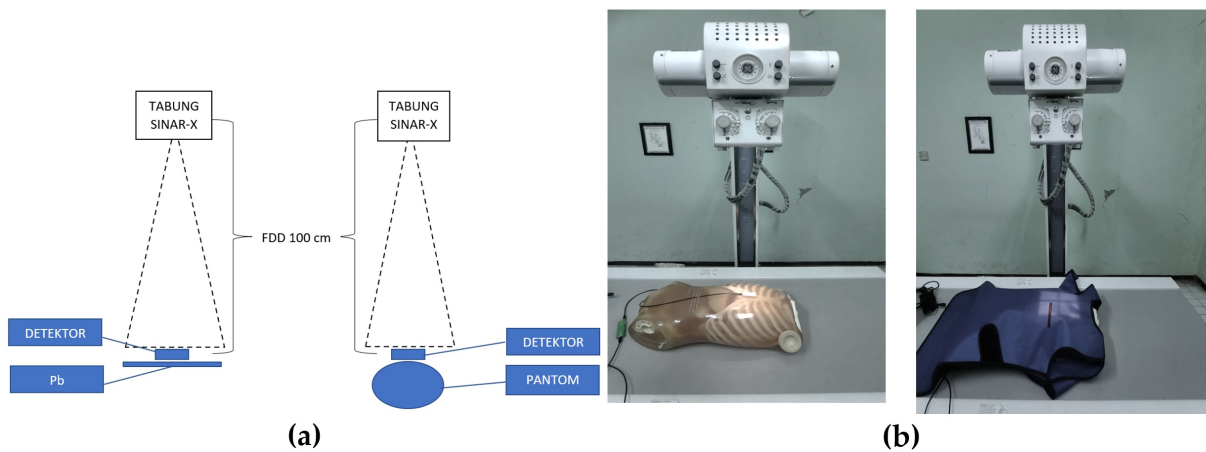 TABUNG
SINAR-X
TABUNG
SINAR-X
FDD 100 cm
DETEKTOR
Pb
DETEKTOR
PANTOM
(a)
(b)